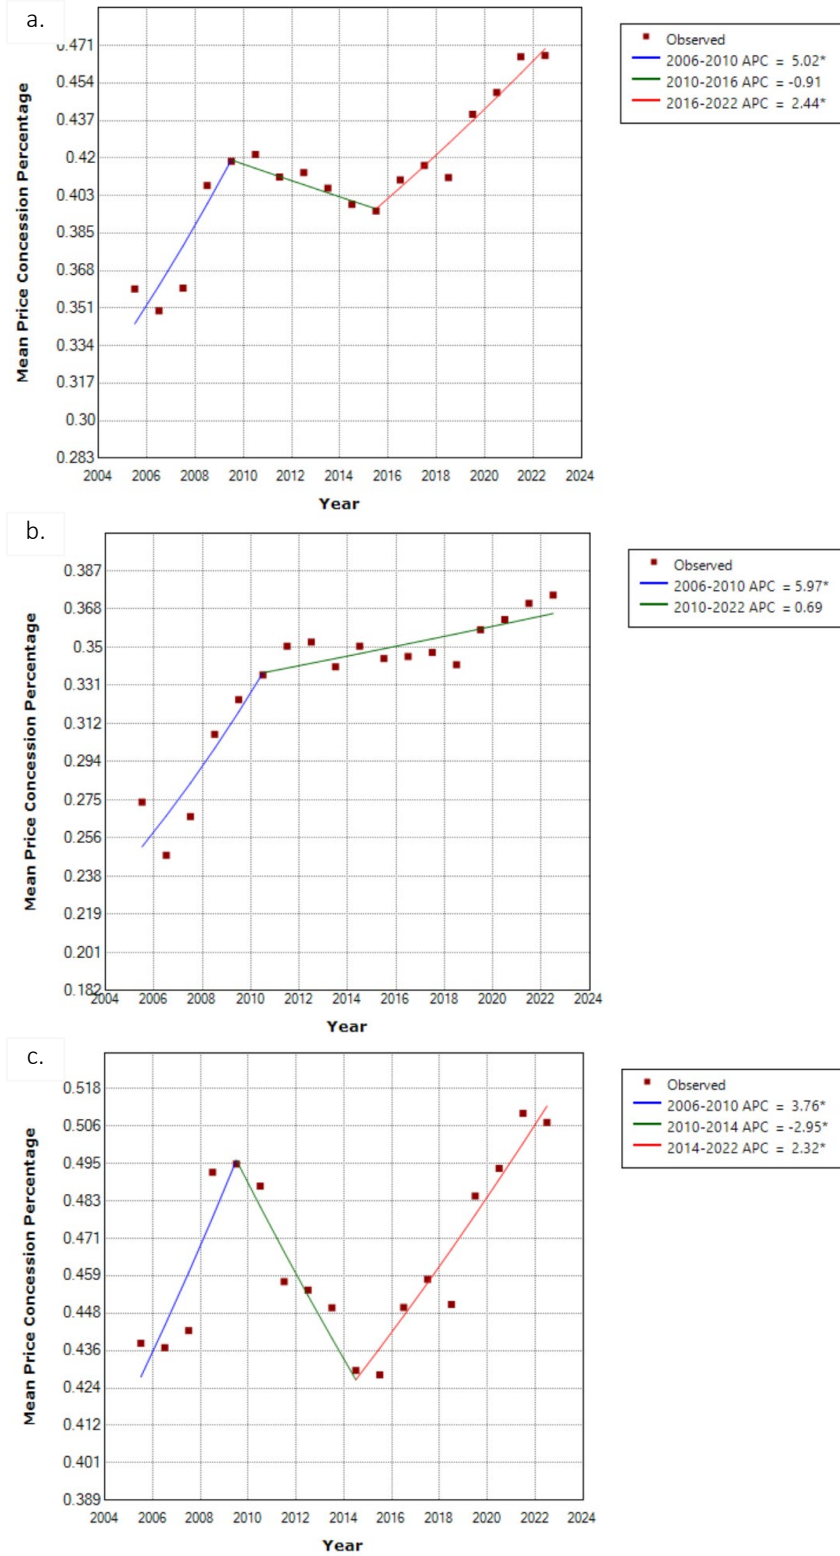 a.
0.471
0.454
0.437
0.42
0.403
0.385
0.368
0.351
0.334
0.317
0.30
0.283
2004 2006 2008 2010 2012 2014 2016 2018 2020 2022 2024
Mean Price Concession Percentage
Year
Observed
2006-2010 APC = 5.02*
2010-2016 APC = -0.91
2016-2022 APC = 2.44*
b.
0.387
0.368
0.35
0.331
0.312
0.294
0.275
0.256
0.238
0.219
0.201
0.182
2004 2006 2008 2010 2012 2014 2016 2018 2020 2022 2024
Mean Price Concession Percentage
Year
Observed
2006-2010 APC = 5.97*
2010-2022 APC = 0.69
c.
0.518
0.506
0.495
0.483
0.471
0.459
0.448
0.436
0.424
0.412
0.401
0.389
2004 2006 2008 2010 2012 2014 2016 2018 2020 2022 2024
Mean Price Concession Percentage
Year
Observed
2006-2010 APC = 3.76*
2010-2014 APC = -2.95*
2014-2022 APC = 2.32*